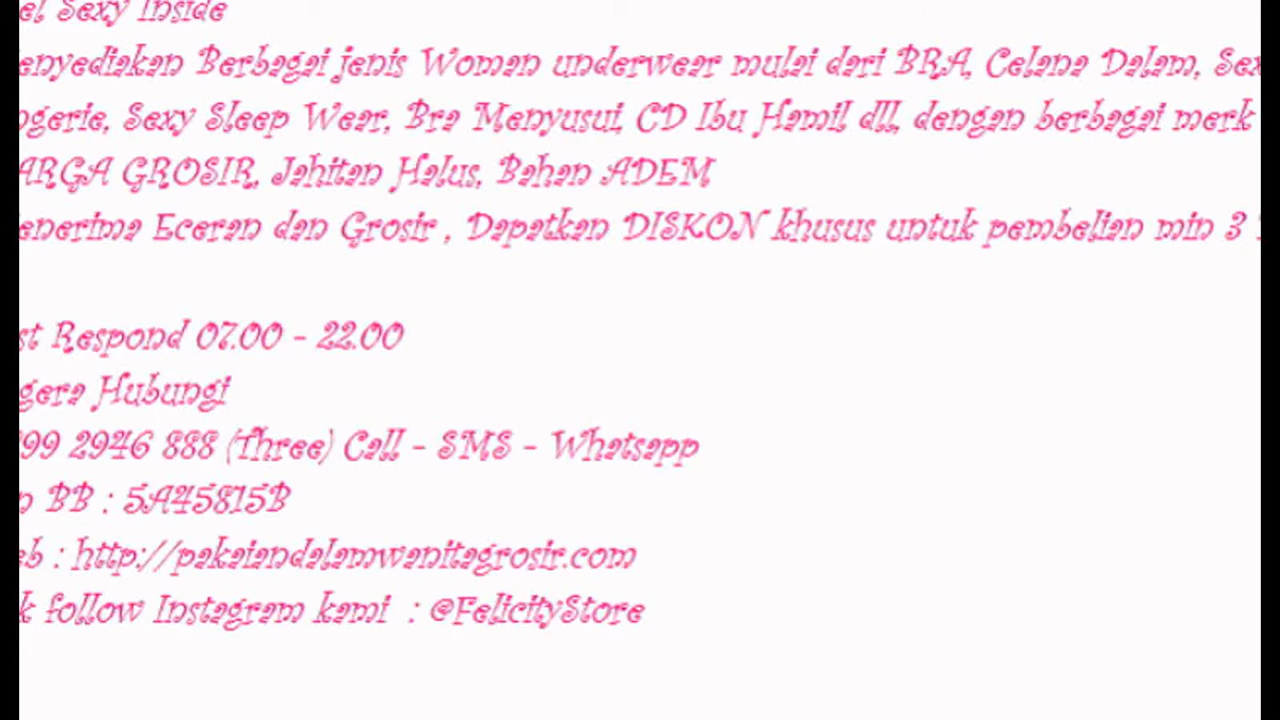 el Sexy Inside
enyediakan Berbagai jenis Woman underwear mulai dari BRA, Celana Dalam, Sex
ngerie, Sexy Sleep Wear, Bra Menyusui, CD Ibu Hamil dll, dengan berbagai merk
ARGA GROSIR, Jahitan Halus, Bahan ADEM
enerima Eceran dan Grosir , Dapatkan DISKON khusus untuk pembelian min 3
st Respond 07.00 - 22.00
gera Hubungi
99 2946 888 (Three) Call - SMS - Whatsapp
n BB : 5A45815B
eb : http://pakaiandalamwanitagrosir.com
k follow Instagram kami : @FelicityStore